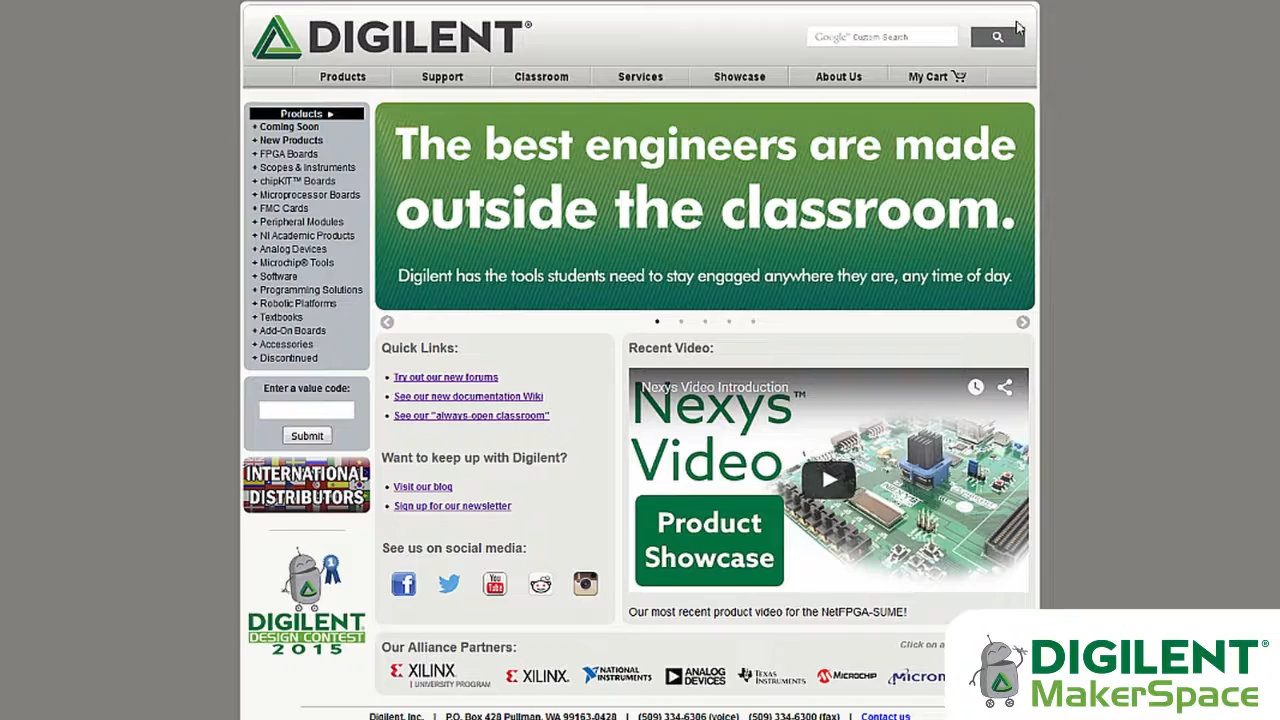 DIGILENT®
Google™ Custom Search
Products
Support
Classroom
Services
Showcase
About Us
My Cart
Products ►
+ Coming Soon
+ New Products
+ FPGA Boards
+ Scopes & Instruments
+ chipKIT™ Boards
+ Microprocessor Boards
+ FMC Cards
+ Peripheral Modules
+ NI Academic Products
+ Analog Devices
+ Microchip® Tools
+ Software
+ Programming Solutions
+ Robotic Platforms
+ Textbooks
+ Add-On Boards
+ Accessories
+ Discontinued
Enter a value code:
Submit
INTERNATIONAL
DISTRIBUTORS
1
DIGILENT
DESIGN CONTEST
2015
The best engineers are made
outside the classroom.
Digilent has the tools students need to stay engaged anywhere they are, any time of day.
Quick Links:
• Try out our new forums
• See our new documentation Wiki
• See our "always-open classroom"
Want to keep up with Digilent?
• Visit our blog
• Sign up for our newsletter
See us on social media:
You
Tube
Recent Video:
Nexys Video Introduction
Nexys™
Video
Product
Showcase
Our most recent product video for the NetFPGA-SUME!
Our Alliance Partners:
Click on a
XILINX
UNIVERSITY PROGRAM
XILINX
NATIONAL
INSTRUMENTS
ANALOG
DEVICES
TEXAS
INSTRUMENTS
MICROCHIP
Micron
Digilent, Inc. | P.O. Box 428 Pullman, WA 99163-0428 | (509) 334-6306 (voice) (509) 334-6300 (fax) | Contact us
DIGILENT®
MakerSpace